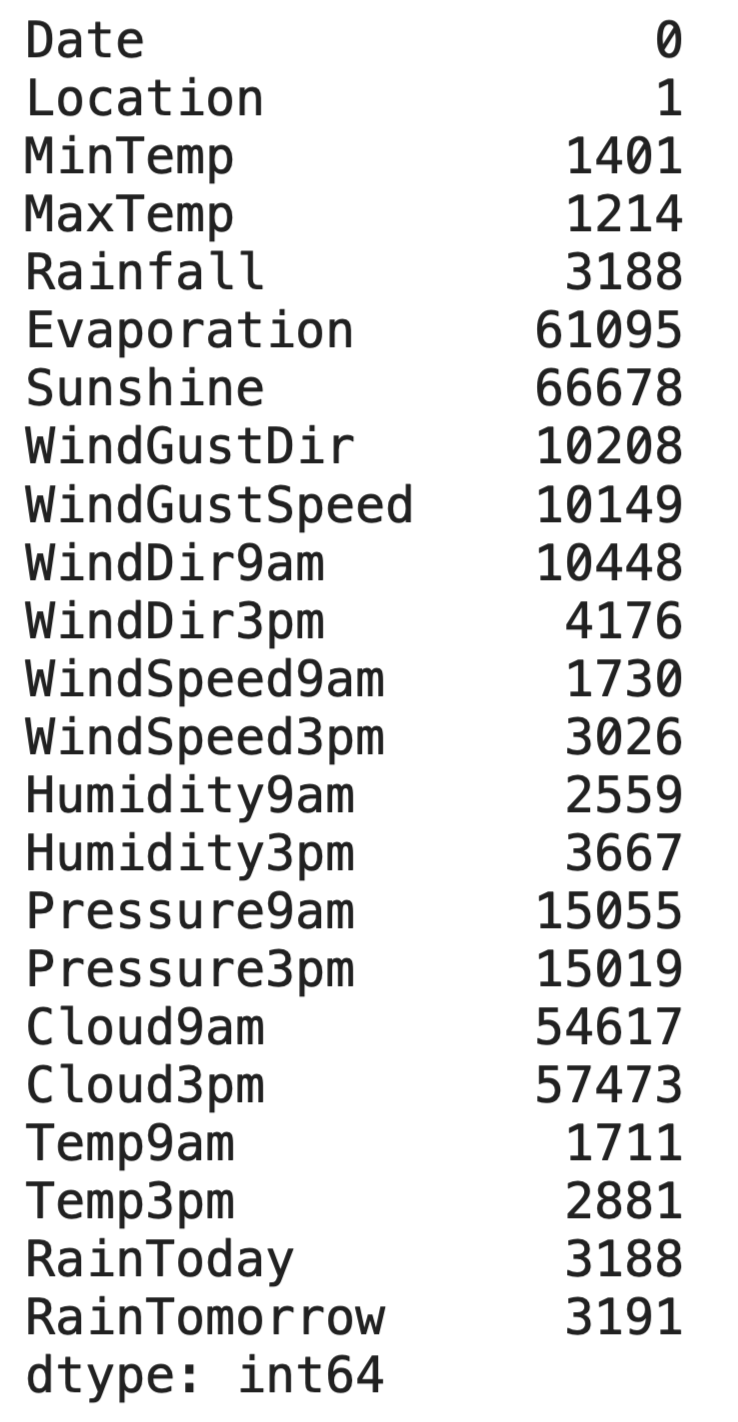 Date 0
Location 1
MinTemp 1401
MaxTemp 1214
Rainfall 3188
Evaporation 61095
Sunshine 66678
WindGustDir 10208
WindGustSpeed 10149
WindDir9am 10448
WindDir3pm 4176
WindSpeed9am 1730
WindSpeed3pm 3026
Humidity9am 2559
Humidity3pm 3667
Pressure9am 15055
Pressure3pm 15019
Cloud9am 54617
Cloud3pm 57473
Temp9am 1711
Temp3pm 2881
RainToday 3188
RainTomorrow 3191
dtype: int64